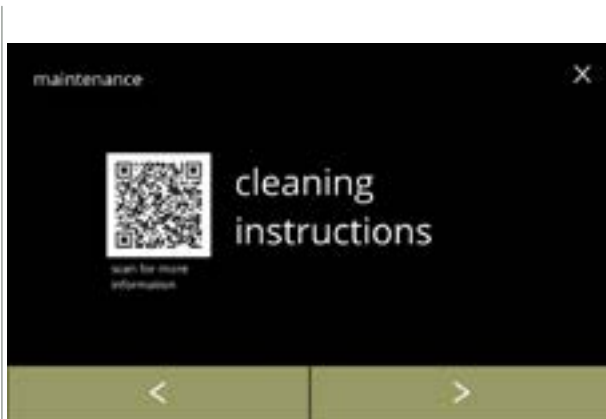 maintenance
cleaning
instructions
scan for more
information